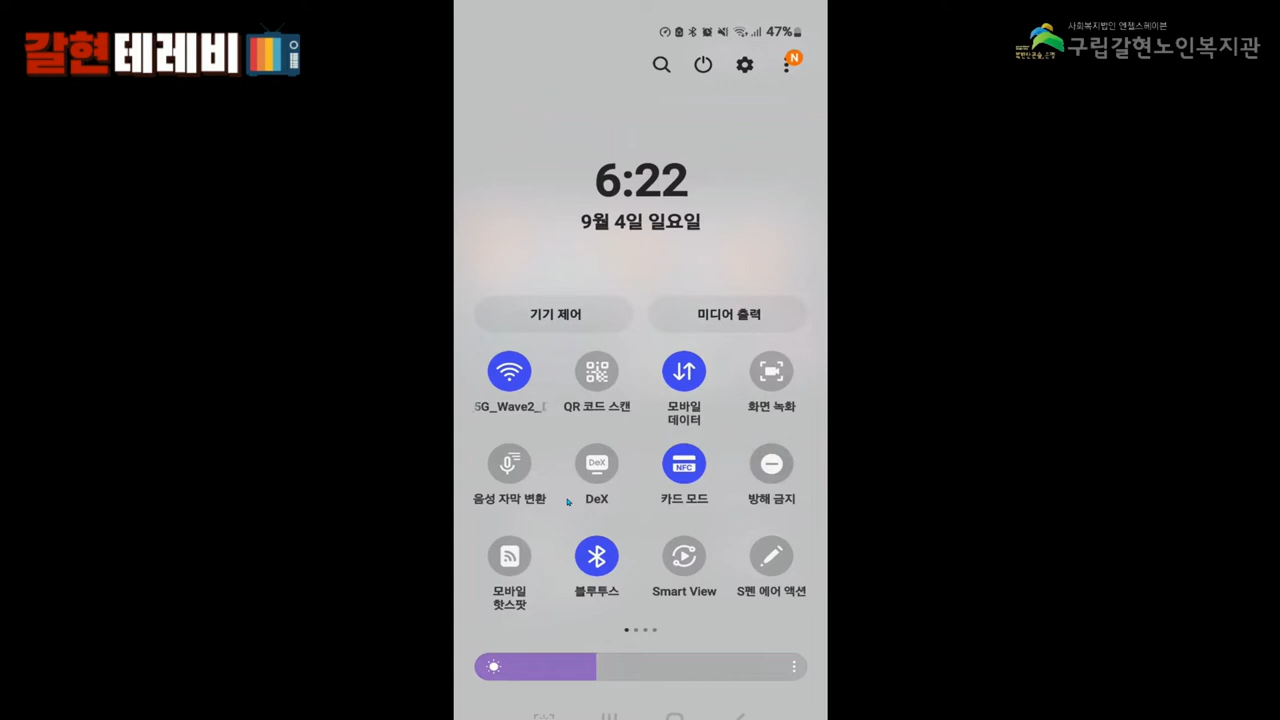 갈현테레비
사회복지법인 엔젤스헤이븐
구립갈현노인복지관
47%
N
6:22
9월 4일 일요일
기기 제어
미디어 출력
5G_Wave2_
QR 코드 스캔
모바일
데이터
화면 녹화
음성 자막 변환
DeX
DeX
NFC
카드 모드
방해 금지
모바일
핫스팟
블루투스
Smart View
S펜 에어 액션